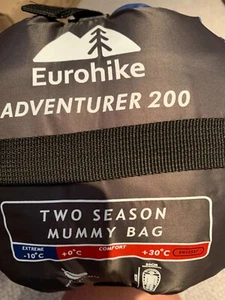 Eurohike
ADVENTURER 200
TWO SEASON
MUMMY BAG
EXTREME COMFORT
-10°C +0°C +30°C